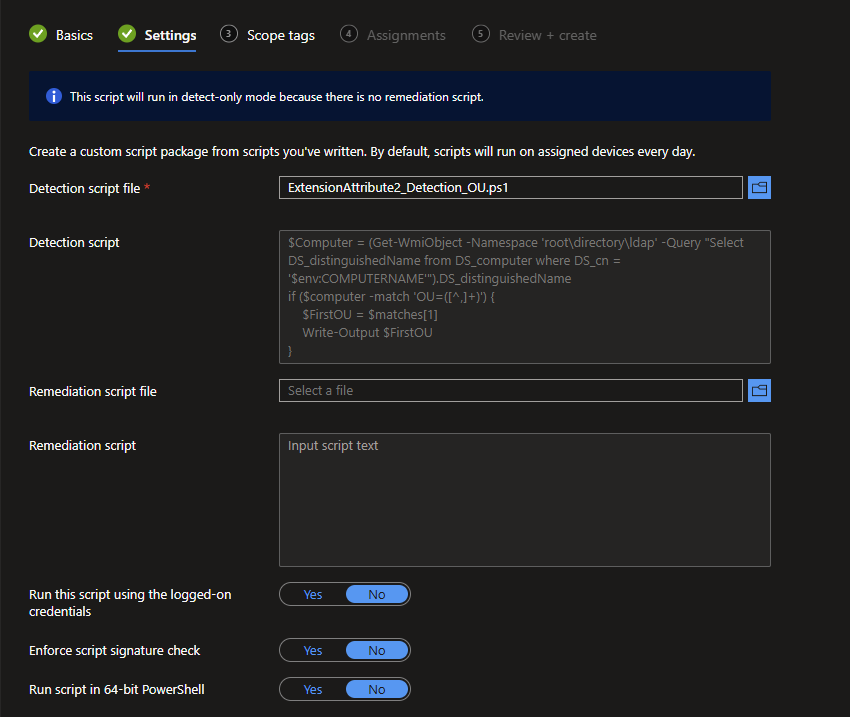 Basics
Settings
3 Scope tags
4 Assignments
5 Review + create
This script will run in detect-only mode because there is no remediation script.
Create a custom script package from scripts you've written. By default, scripts will run on assigned devices every day.
Detection script file *
ExtensionAttribute2_Detection_OU.ps1
Detection script
$Computer = (Get-WmiObject -Namespace 'root\directory\ldap' -Query "Select
DS_distinguishedName from DS_computer where DS_cn =
'$env:COMPUTERNAME'").DS_distinguishedName
if ($computer -match 'OU=([^,]+)') {
    $FirstOU = $matches[1]
    Write-Output $FirstOU
}
Remediation script file
Select a file
Remediation script
Input script text
Run this script using the logged-on
credentials
Yes No
Enforce script signature check
Yes No
Run script in 64-bit PowerShell
Yes No